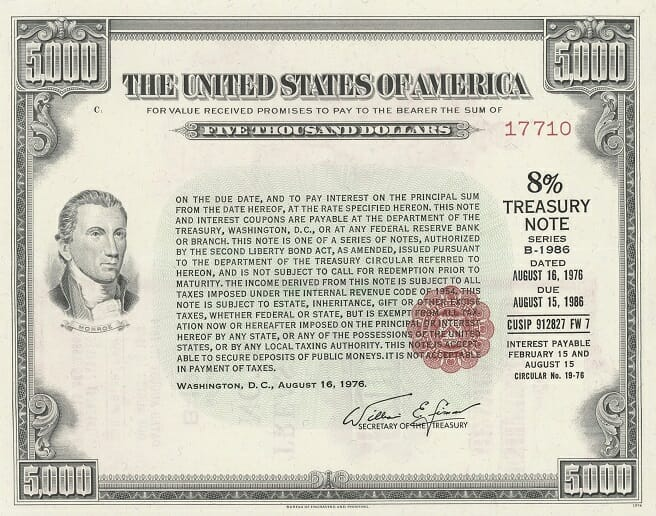 5,000
5,000
THE UNITED STATES OF AMERICA
C.
FOR VALUE RECEIVED PROMISES TO PAY TO THE BEARER THE SUM OF
FIVE THOUSAND DOLLARS
17710
ON THE DUE DATE, AND TO PAY INTEREST ON THE PRINCIPAL SUM
FROM THE DATE HEREOF, AT THE RATE SPECIFIED HEREON. THIS NOTE
AND INTEREST COUPONS ARE PAYABLE AT THE DEPARTMENT OF THE
TREASURY, WASHINGTON, D.C., OR AT ANY FEDERAL RESERVE BANK
OR BRANCH. THIS NOTE IS ONE OF A SERIES OF NOTES, AUTHORIZED
BY THE SECOND LIBERTY BOND ACT, AS AMENDED, ISSUED PURSUANT
TO THE DEPARTMENT OF THE TREASURY CIRCULAR REFERRED TO
HEREON, AND IS NOT SUBJECT TO CALL FOR REDEMPTION PRIOR TO
MATURITY. THE INCOME DERIVED FROM THIS NOTE IS SUBJECT TO ALL
TAXES IMPOSED UNDER THE INTERNAL REVENUE CODE OF 1954. THIS
NOTE IS SUBJECT TO ESTATE, INHERITANCE, GIFT OR OTHER EXCISE
TAXES, WHETHER FEDERAL OR STATE, BUT IS EXEMPT FROM ALL TAX-
ATION NOW OR HEREAFTER IMPOSED ON THE PRINCIPAL OR INTEREST
HEREOF BY ANY STATE, OR ANY OF THE POSSESSIONS OF THE UNITED
STATES, OR BY ANY LOCAL TAXING AUTHORITY. THIS NOTE IS ACCEPT-
ABLE TO SECURE DEPOSITS OF PUBLIC MONEYS. IT IS NOT ACCEPTABLE
IN PAYMENT OF TAXES.
WASHINGTON, D.C., AUGUST 16, 1976.
William E. Simon
SECRETARY OF THE TREASURY
MONROE
8%
TREASURY
NOTE
SERIES
B-1986
DATED
AUGUST 16, 1976
DUE
AUGUST 15, 1986
CUSIP 912827 FW 7
INTEREST PAYABLE
FEBRUARY 15 AND
AUGUST 15
CIRCULAR No. 19-76
5,000
5,000
BUREAU OF ENGRAVING AND PRINTING